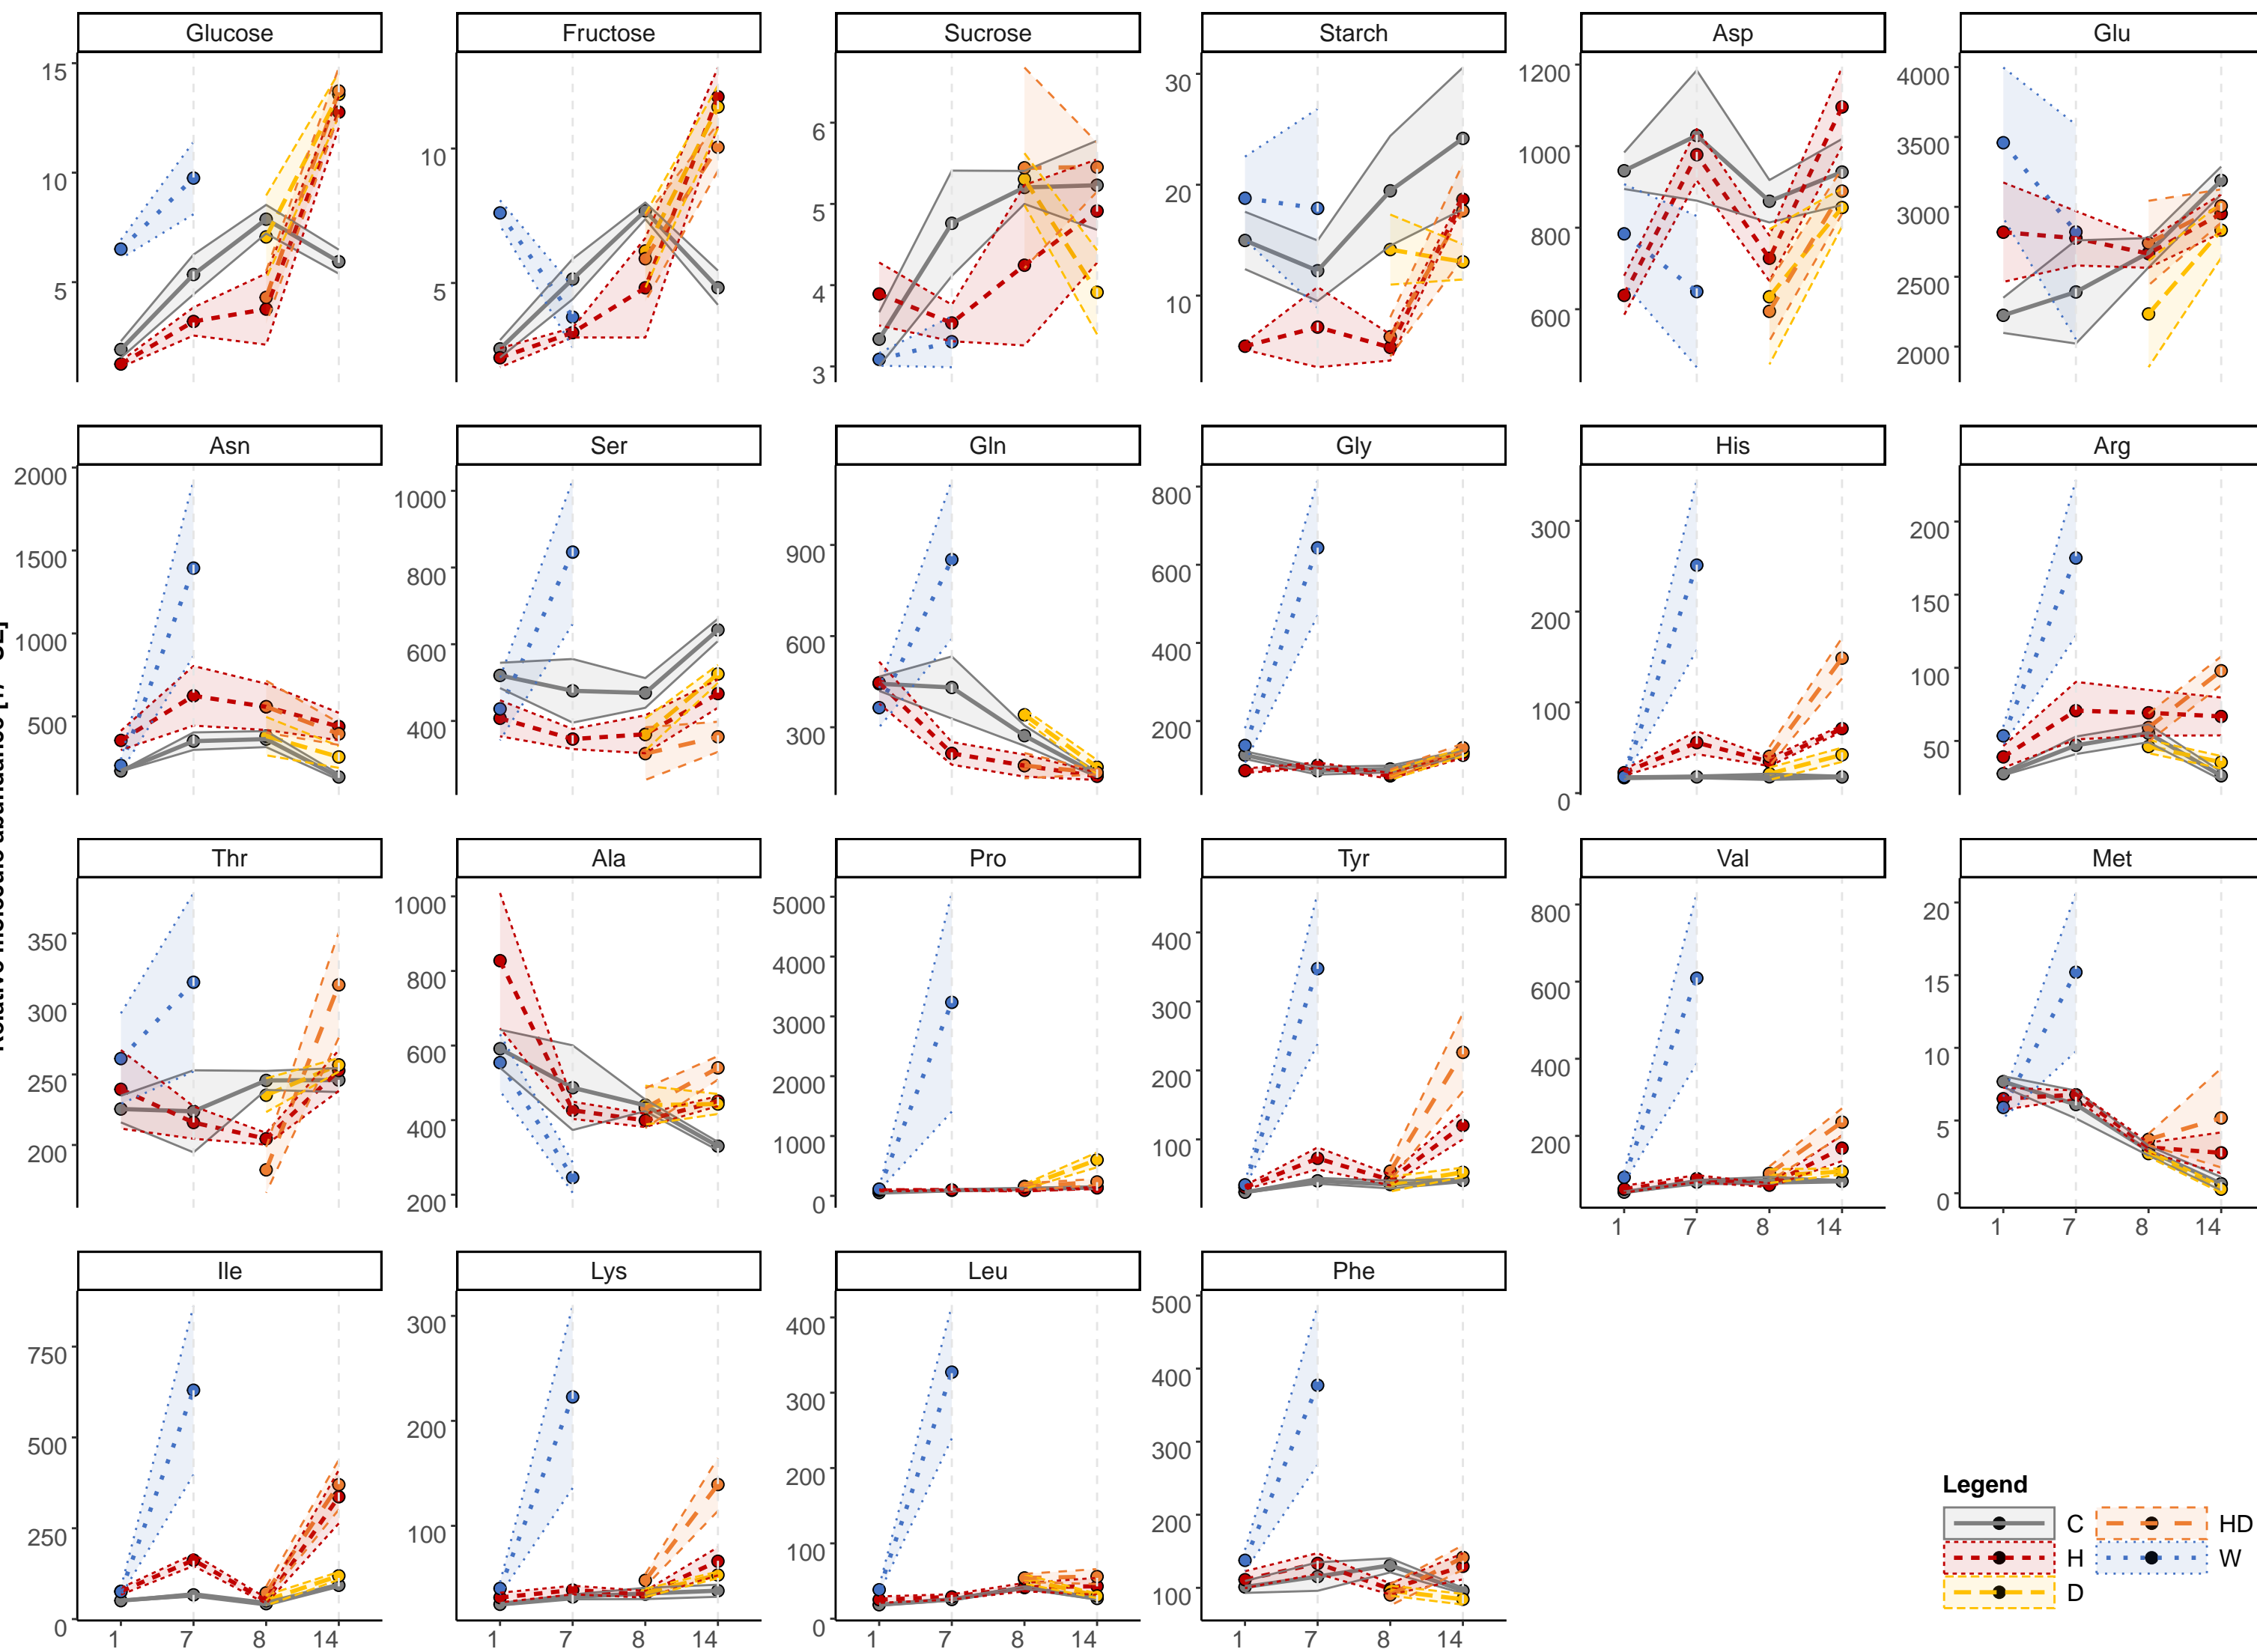 Glucose Fructose Sucrose Starch Asp Glu
15 10 5
10 5
6 5 4 3
30 20 10
1200 1000 800 600
4000 3500 3000 2500 2000
Asn Ser Gln Gly His Arg
2000 1500 1000 500
1000 800 600 400
900 600 300
800 600 400 200
300 200 100 0
200 150 100 50
Thr Ala Pro Tyr Val Met
350 300 250 200
1000 800 600 400 200
5000 4000 3000 2000 1000 0
400 300 200 100
800 600 400 200
20 15 10 5 0
1 7 8 14 1 7 8 14
Ile Lys Leu Phe
750 500 250 0
300 200 100
400 300 200 100 0
500 400 300 200 100
1 7 8 14 1 7 8 14 1 7 8 14 1 7 8 14
Legend
C HD
H W
D